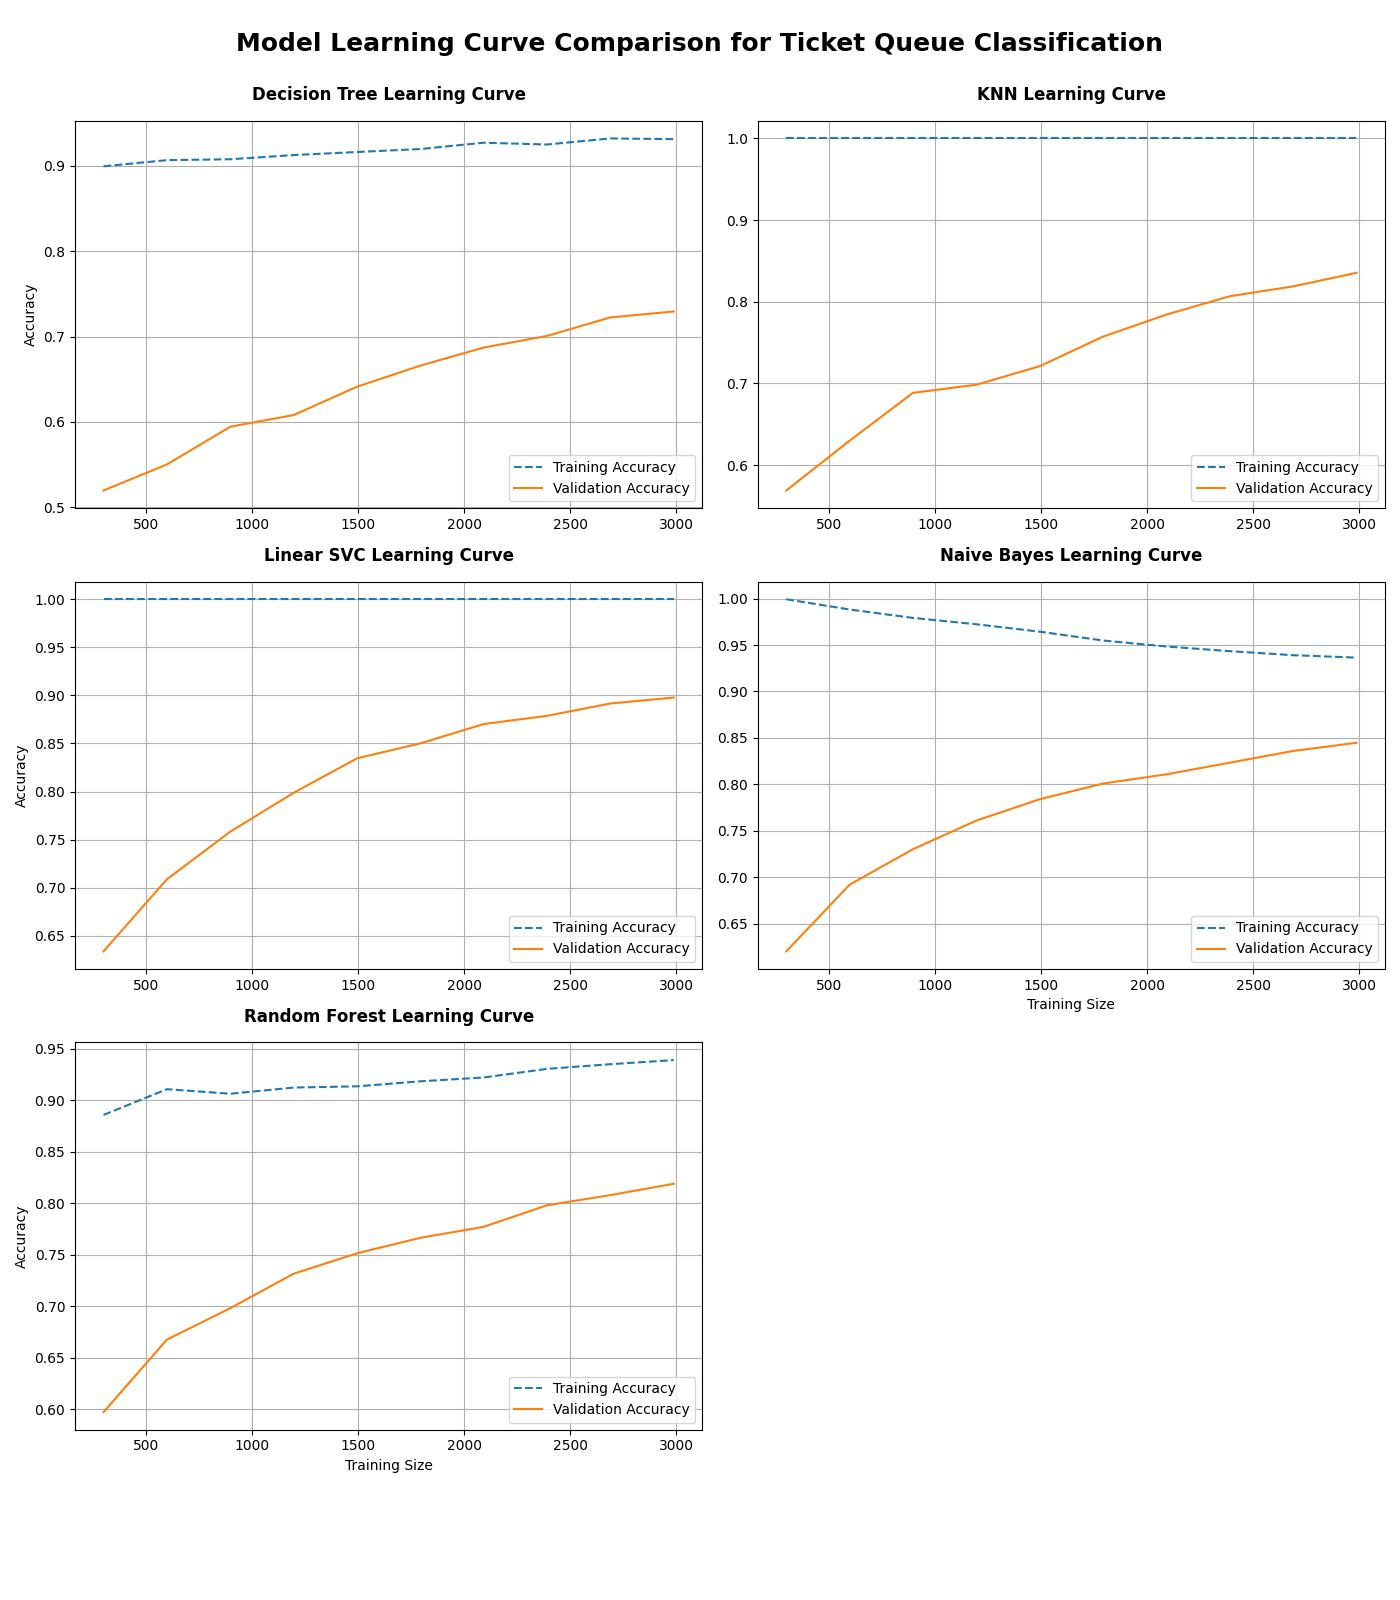 Model Learning Curve Comparison for Ticket Queue Classification
Decision Tree Learning Curve
0.9
0.8
0.7
0.6
0.5
Accuracy
Training Accuracy
Validation Accuracy
500 1000 1500 2000 2500 3000
KNN Learning Curve
1.0
0.9
0.8
0.7
0.6
Training Accuracy
Validation Accuracy
500 1000 1500 2000 2500 3000
Linear SVC Learning Curve
1.00
0.95
0.90
0.85
0.80
0.75
0.70
0.65
Accuracy
Training Accuracy
Validation Accuracy
500 1000 1500 2000 2500 3000
Naive Bayes Learning Curve
1.00
0.95
0.90
0.85
0.80
0.75
0.70
0.65
Training Accuracy
Validation Accuracy
500 1000 1500 2000 2500 3000
Training Size
Random Forest Learning Curve
0.95
0.90
0.85
0.80
0.75
0.70
0.65
0.60
Accuracy
Training Accuracy
Validation Accuracy
500 1000 1500 2000 2500 3000
Training Size